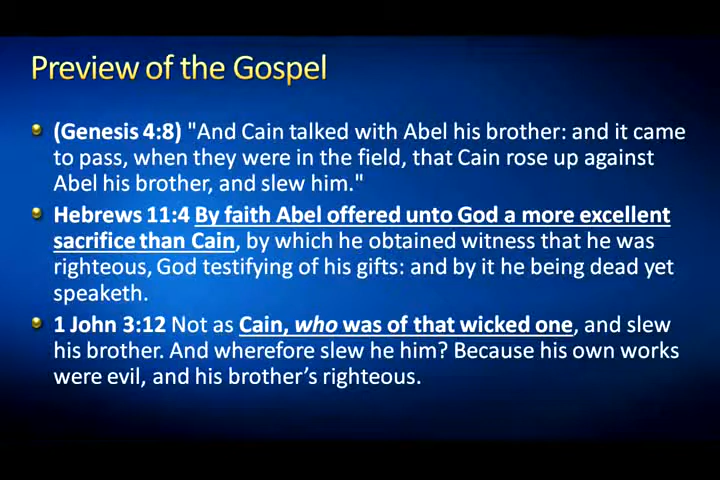 Preview of the Gospel
(Genesis 4:8) "And Cain talked with Abel his brother: and it came
to pass, when they were in the field, that Cain rose up against
Abel his brother, and slew him."
Hebrews 11:4 By faith Abel offered unto God a more excellent
sacrifice than Cain, by which he obtained witness that he was
righteous, God testifying of his gifts: and by it he being dead yet
speaketh.
1 John 3:12 Not as Cain, who was of that wicked one, and slew
his brother. And wherefore slew he him? Because his own works
were evil, and his brother’s righteous.